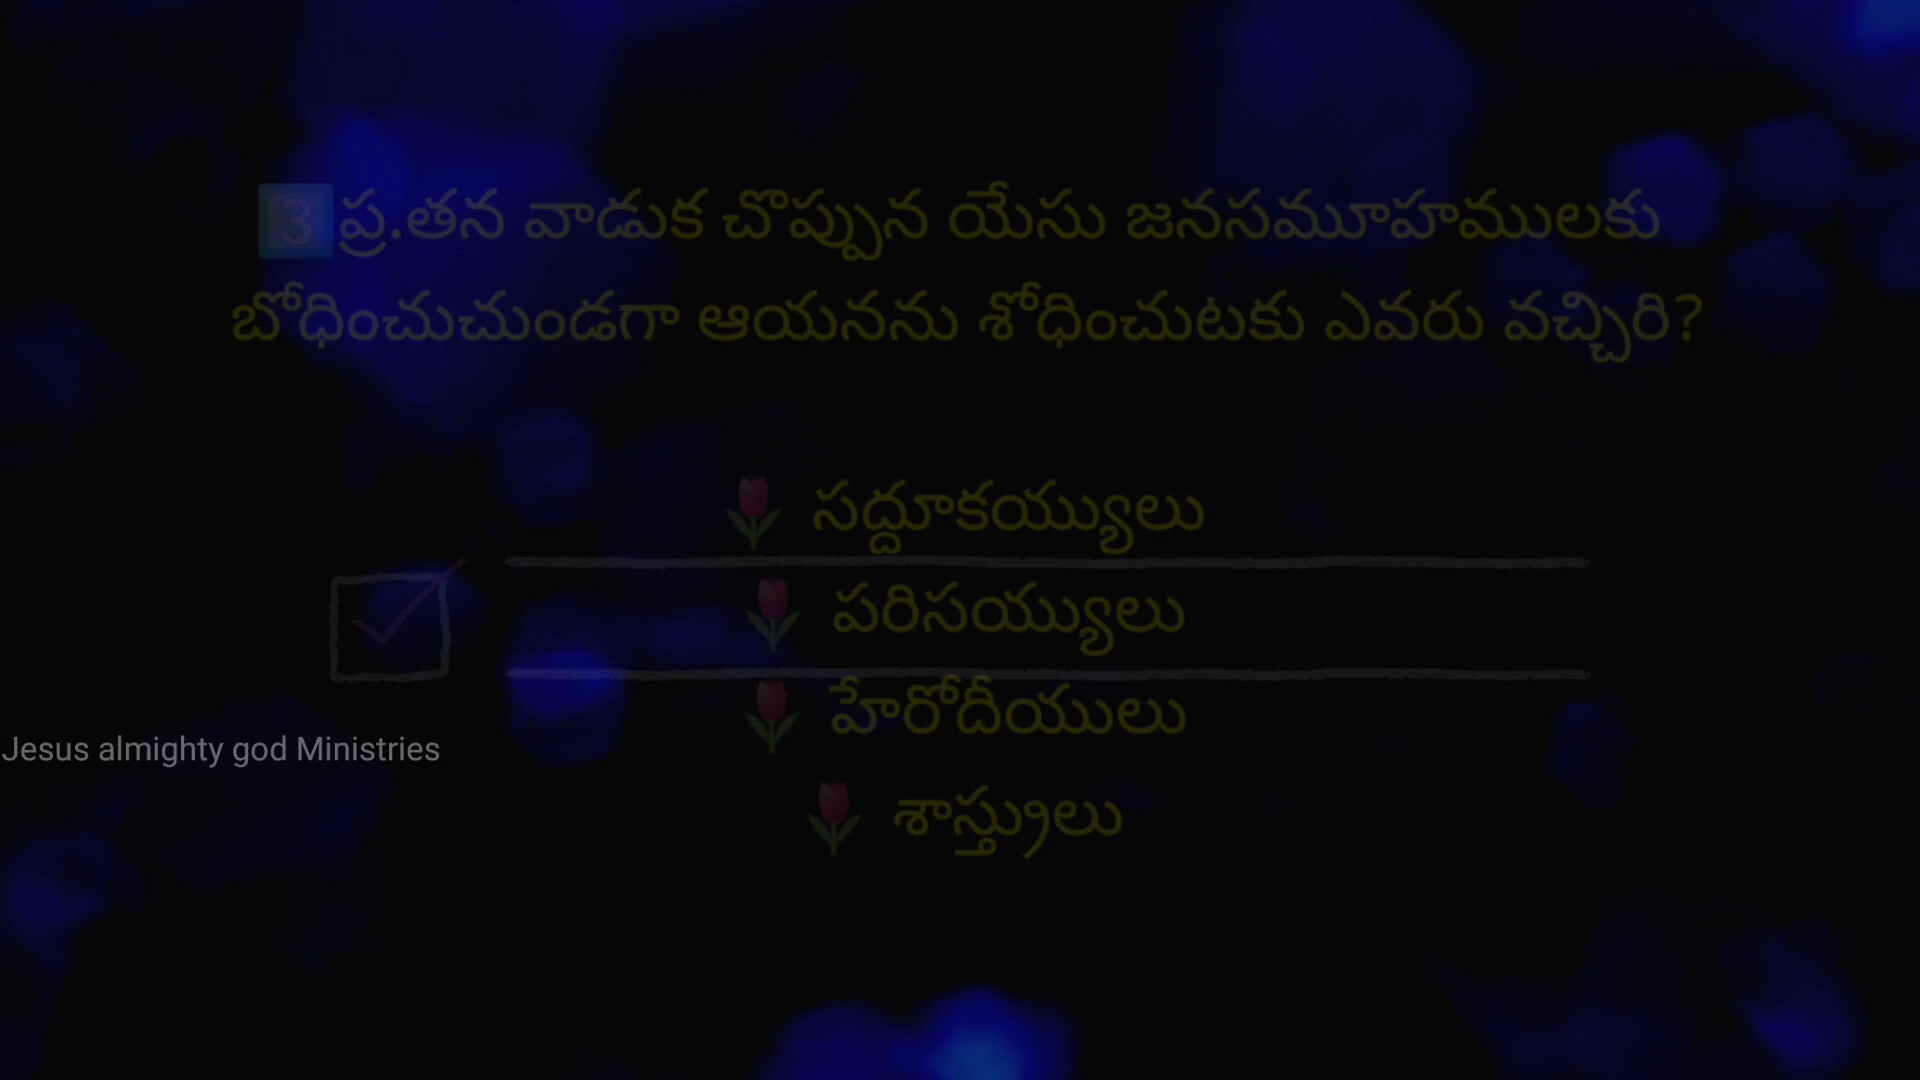 3️⃣ప్ర.తన వాడుక చొప్పున యేసు జనసమూహములకు
బోధించుచుండగా ఆయనను శోధించుటకు ఎవరు వచ్చిరి?
🌷 సద్దూకయ్యులు
🌷 పరిసయ్యులు
🌷 హేరోదీయులు
Jesus almighty god Ministries
🌷 శాస్త్రులు